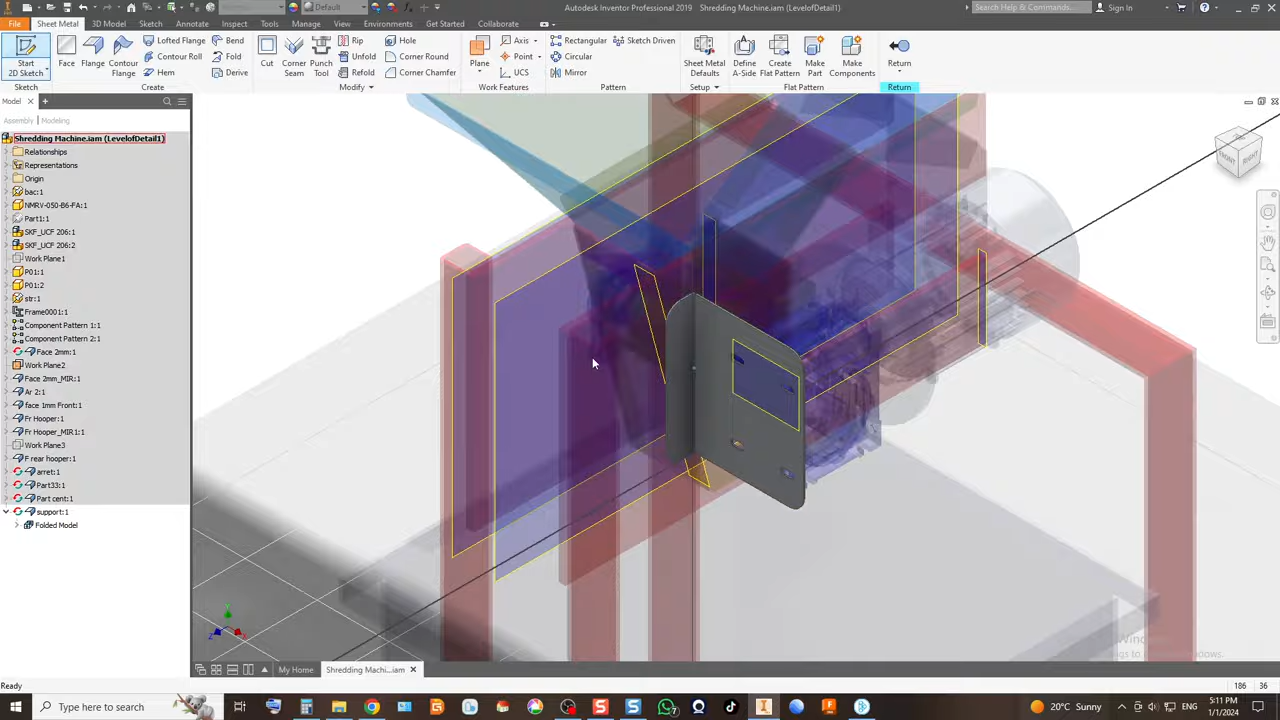 Default
Autodesk Inventor Professional 2019 Shredding Machine.iam (LevelofDetail1)
Search Help & Commands...
Sign In
File Sheet Metal 3D Model Sketch Annotate Inspect Tools Manage View Environments Get Started Collaborate
Start 2D Sketch
Face
Flange
Contour Flange
Lofted Flange
Contour Roll
Hem
Bend
Fold
Derive
Cut
Corner Seam
Punch Tool
Rip
Unfold
Refold
Hole
Corner Round
Corner Chamfer
Plane
Axis
Point
UCS
Rectangular
Circular
Mirror
Sketch Driven
Sheet Metal Defaults
Define A-Side
Create Flat Pattern
Make Part
Make Components
Return
Sketch Create Modify Work Features Pattern Setup Flat Pattern Return
Model
Assembly Modeling
Shredding Machine.iam (LevelofDetail1)
Relationships
Representations
Origin
bac:1
NMRV-050-B6-FA:1
Part1:1
SKF_UCF 206:1
SKF_UCF 206:2
Work Plane1
P01:1
P01:2
str:1
Frame0001:1
Component Pattern 1:1
Component Pattern 2:1
Face 2mm:1
Work Plane2
Face 2mm_MIR:1
Ar 2:1
face 1mm Front:1
Fr Hooper:1
Fr Hooper_MIR1:1
Work Plane3
F rear hooper:1
arret:1
Part33:1
Part cent:1
support:1
Folded Model
FRONT RIGHT
Y
Z X
My Home
Shredding Machi...iam
Ready
186 36
Type here to search
20°C Sunny
ENG
5:11 PM
1/1/2024